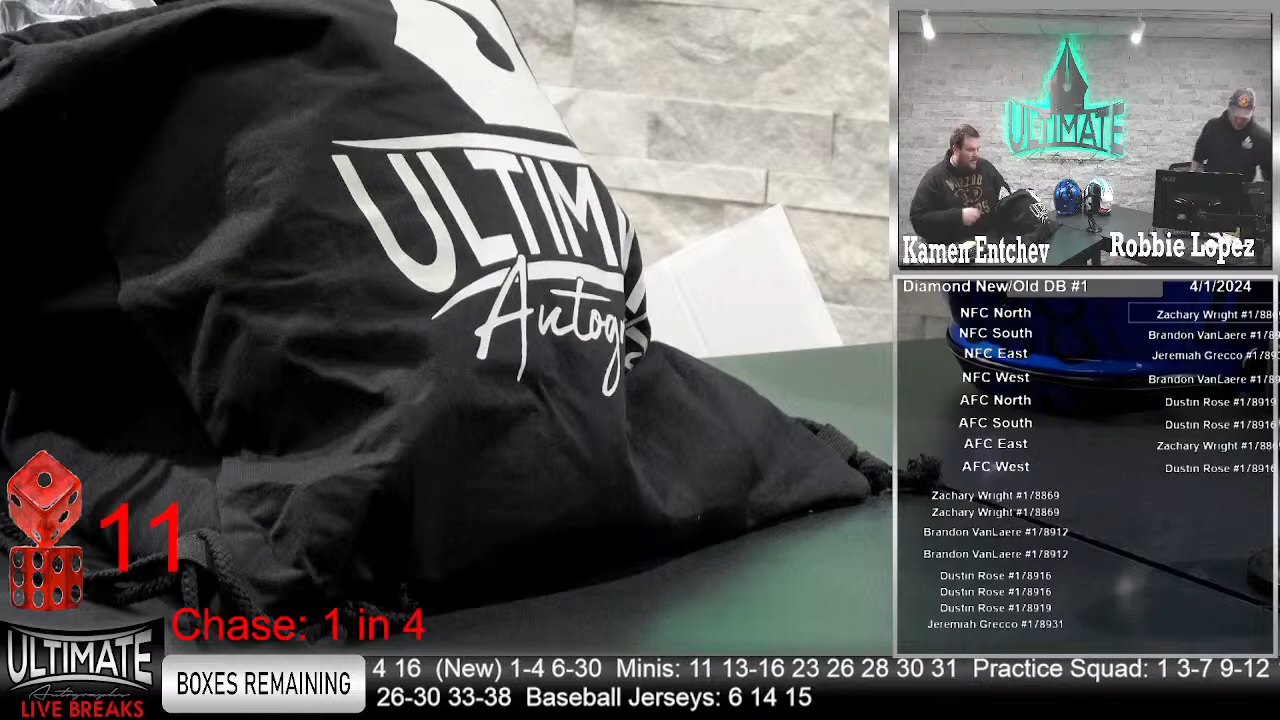 ULTIM
Autog
ULTIMATE
Kamen Entchev
Robbie Lopez
Diamond New/Old DB #1 4/1/2024
NFC North Zachary Wright #1/886
NFC South Brandon VanLaere #1/89
NFC East Jeremiah Grecco #1/893
NFC West Brandon VanLaere #1/89
AFC North Dustin Rose #1/8919
AFC South Dustin Rose #1/8916
AFC East Zachary Wright #1/886
AFC West Dustin Rose #1/8916
Zachary Wright #1/8869
Zachary Wright #1/8869
Brandon VanLaere #1/8912
Brandon VanLaere #1/8912
Dustin Rose #1/8916
Dustin Rose #1/8916
Dustin Rose #1/8919
Jeremiah Grecco #1/8931
11
Chase: 1 in 4
ULTIMATE
Autographs
LIVE BREAKS
BOXES REMAINING
4 16 (New) 1-4 6-30 Minis: 11 13-16 23 26 28 30 31 Practice Squad: 1 3-7 9-12
26-30 33-38 Baseball Jerseys: 6 14 15